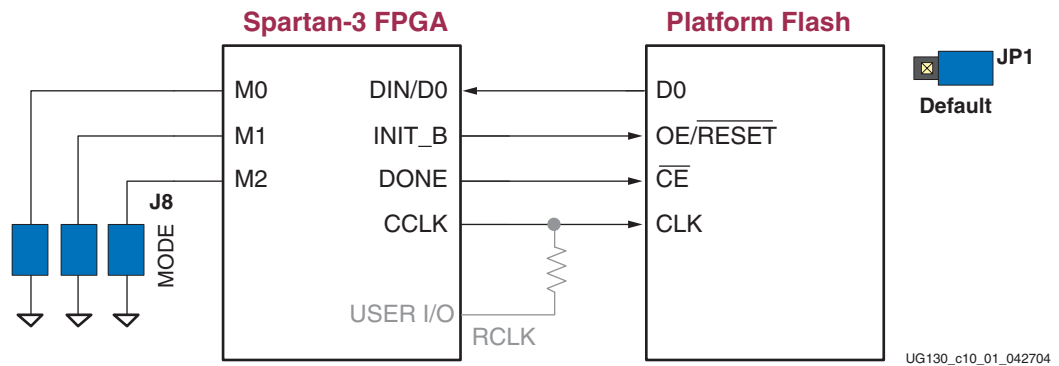 Spartan-3 FPGA
Platform Flash
JP1
Default
M0
DIN/D0
D0
M1
INIT_B
OE/RESET
M2
DONE
CE
J8
MODE
CCLK
CLK
USER I/O
RCLK
UG130_c10_01_042704